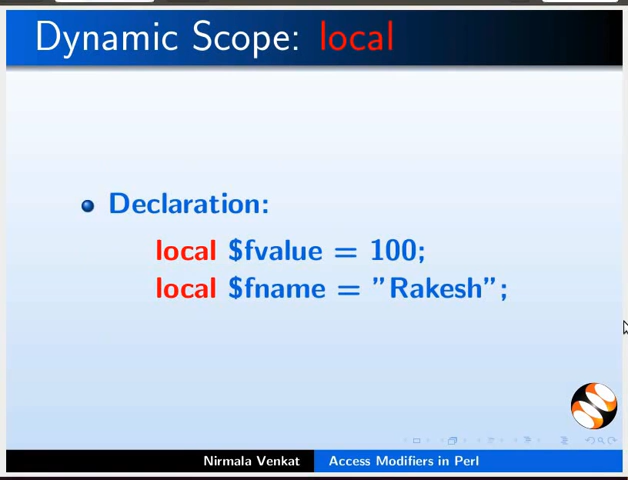 Dynamic Scope: local
Declaration:
local $fvalue = 100;
local $fname = ”Rakesh”;
Nirmala Venkat Access Modifiers in Perl